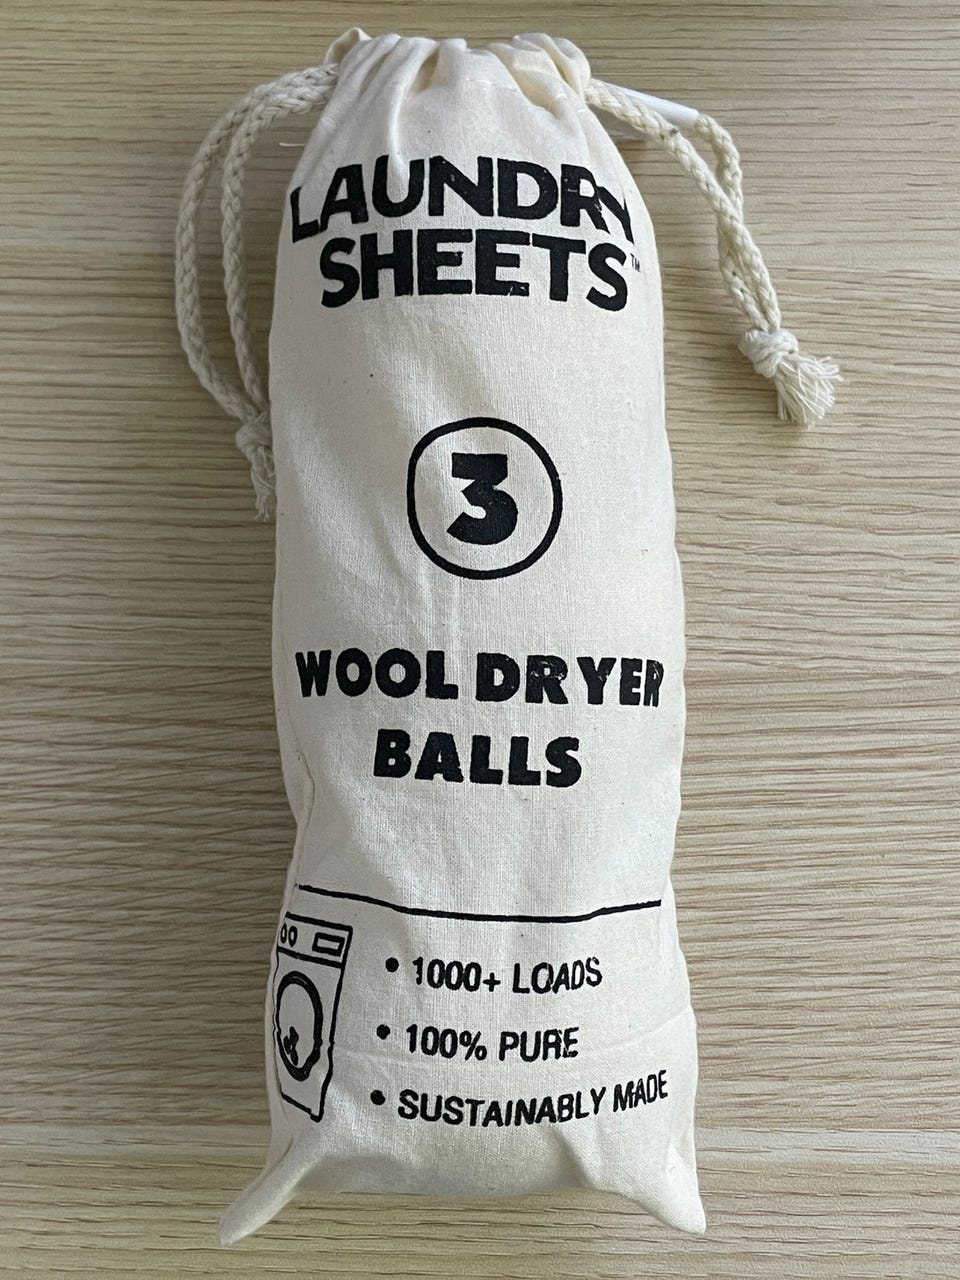 LAUNDRY
SHEETS™
3
WOOL DRYER
BALLS
• 1000+ LOADS
• 100% PURE
• SUSTAINABLY MADE